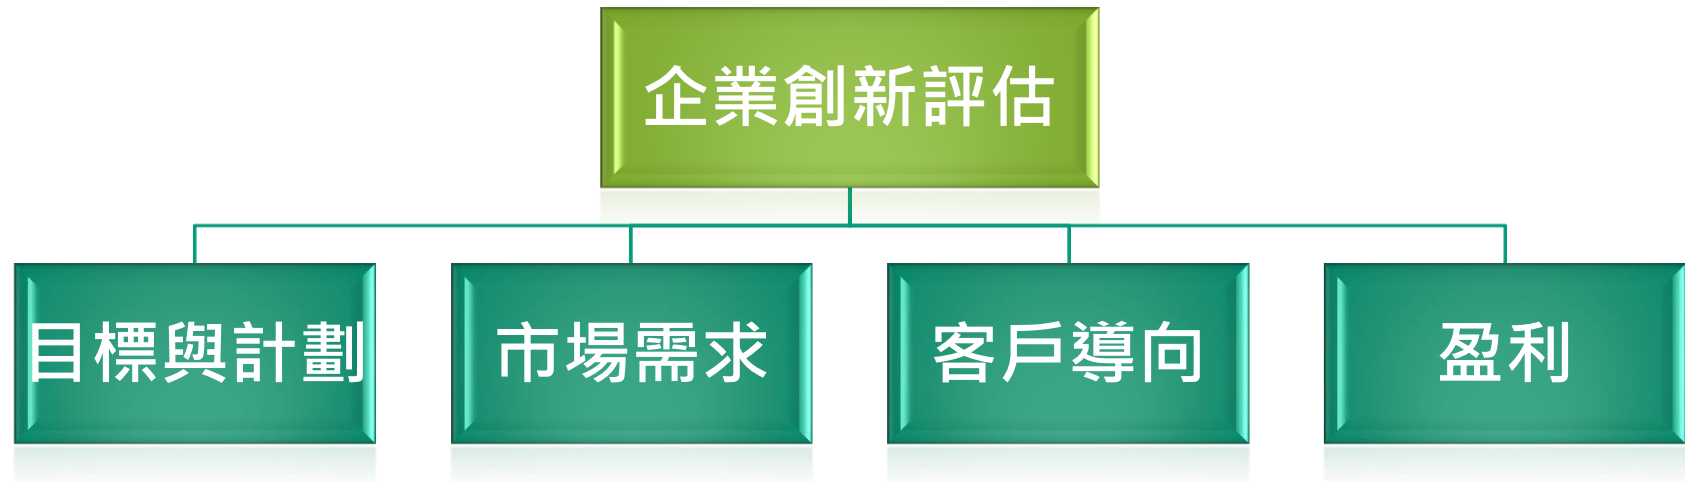 企業創新評估
目標與計劃
市場需求
客戶導向
盈利